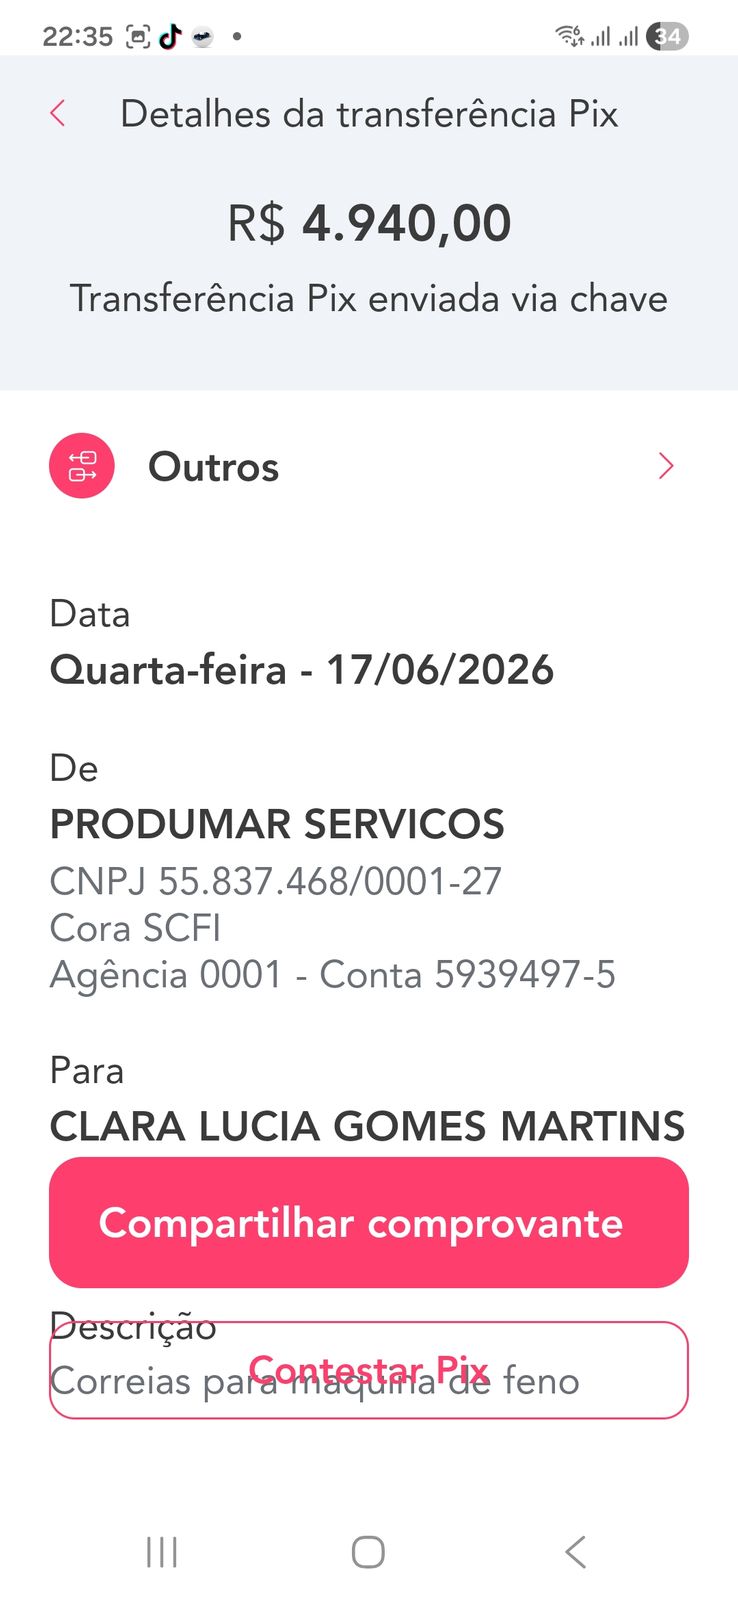 22:35
34
Detalhes da transferência Pix
R$ 4.940,00
Transferência Pix enviada via chave
Outros
Data
Quarta-feira - 17/06/2026
De
PRODUMAR SERVICOS
CNPJ 55.837.468/0001-27
Cora SCFI
Agência 0001 - Conta 5939497-5
Para
CLARA LUCIA GOMES MARTINS
Compartilhar comprovante
Descrição
Contestar Pix
Correias para maquina de feno